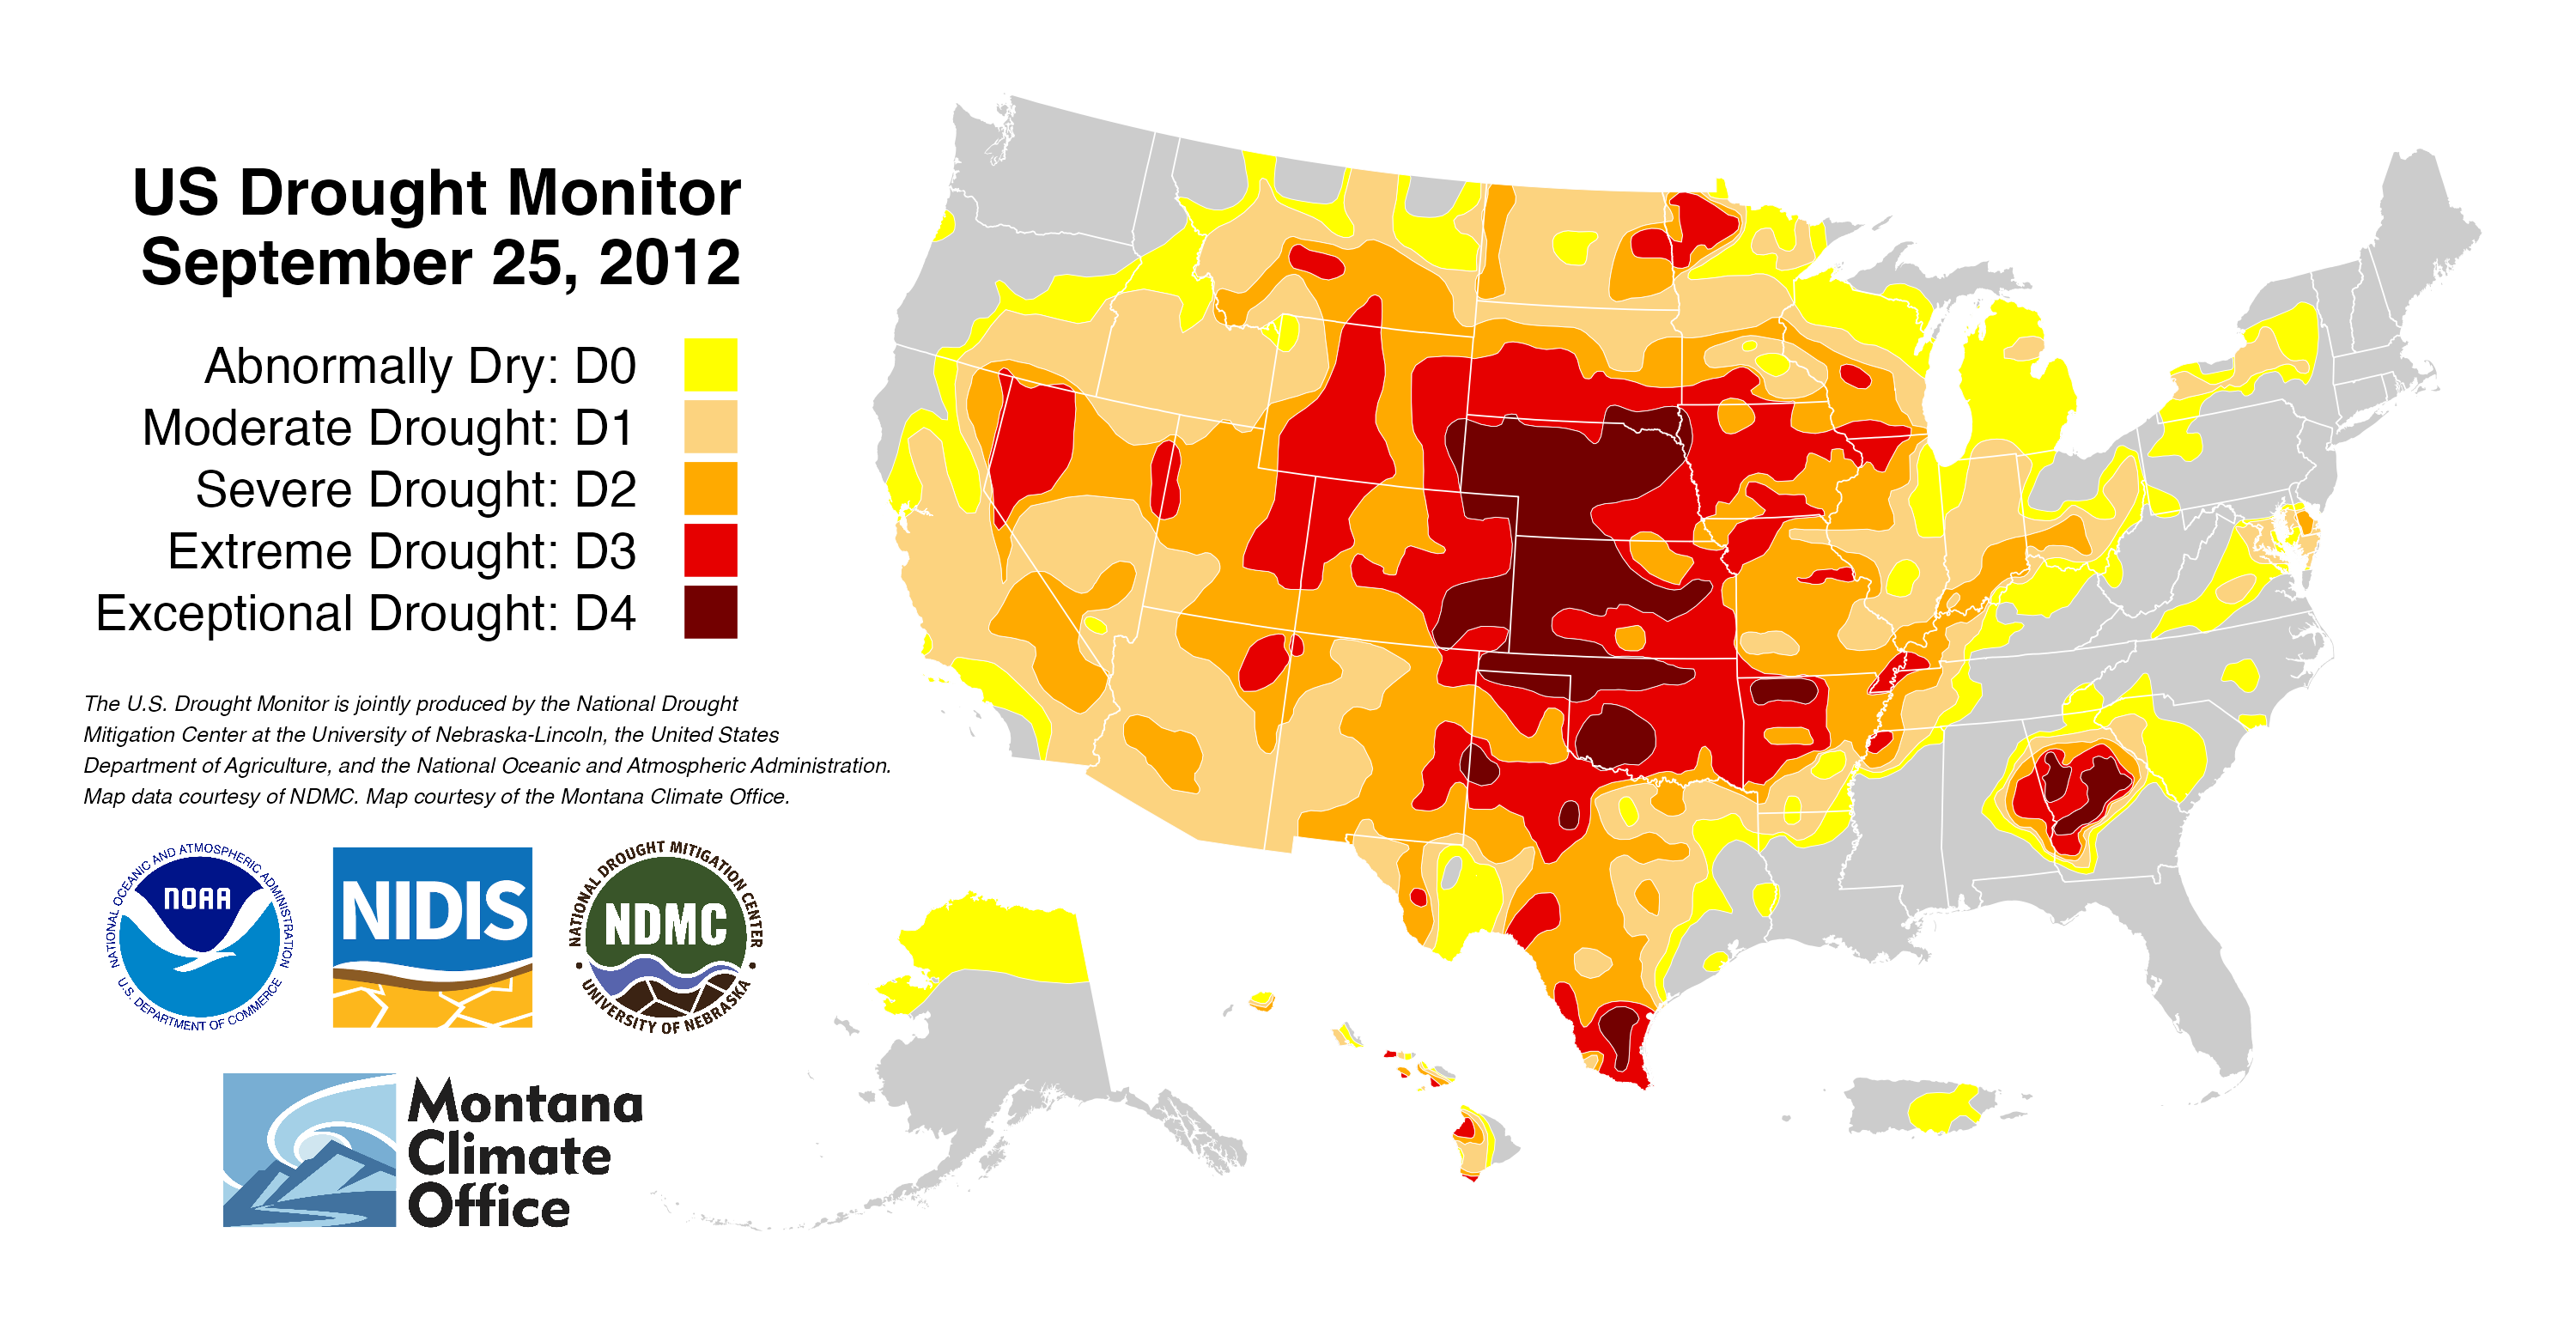 US Drought Monitor
September 25, 2012
Abnormally Dry: D0
Moderate Drought: D1
Severe Drought: D2
Extreme Drought: D3
Exceptional Drought: D4
The U.S. Drought Monitor is jointly produced by the National Drought
Mitigation Center at the University of Nebraska-Lincoln, the United States
Department of Agriculture, and the National Oceanic and Atmospheric Administration.
Map data courtesy of NDMC. Map courtesy of the Montana Climate Office.
NATIONAL OCEANIC AND ATMOSPHERIC ADMINISTRATION
NOAA
U.S. DEPARTMENT OF COMMERCE
NIDIS
NATIONAL DROUGHT MITIGATION CENTER
NDMC
UNIVERSITY OF NEBRASKA
Montana
Climate
Office